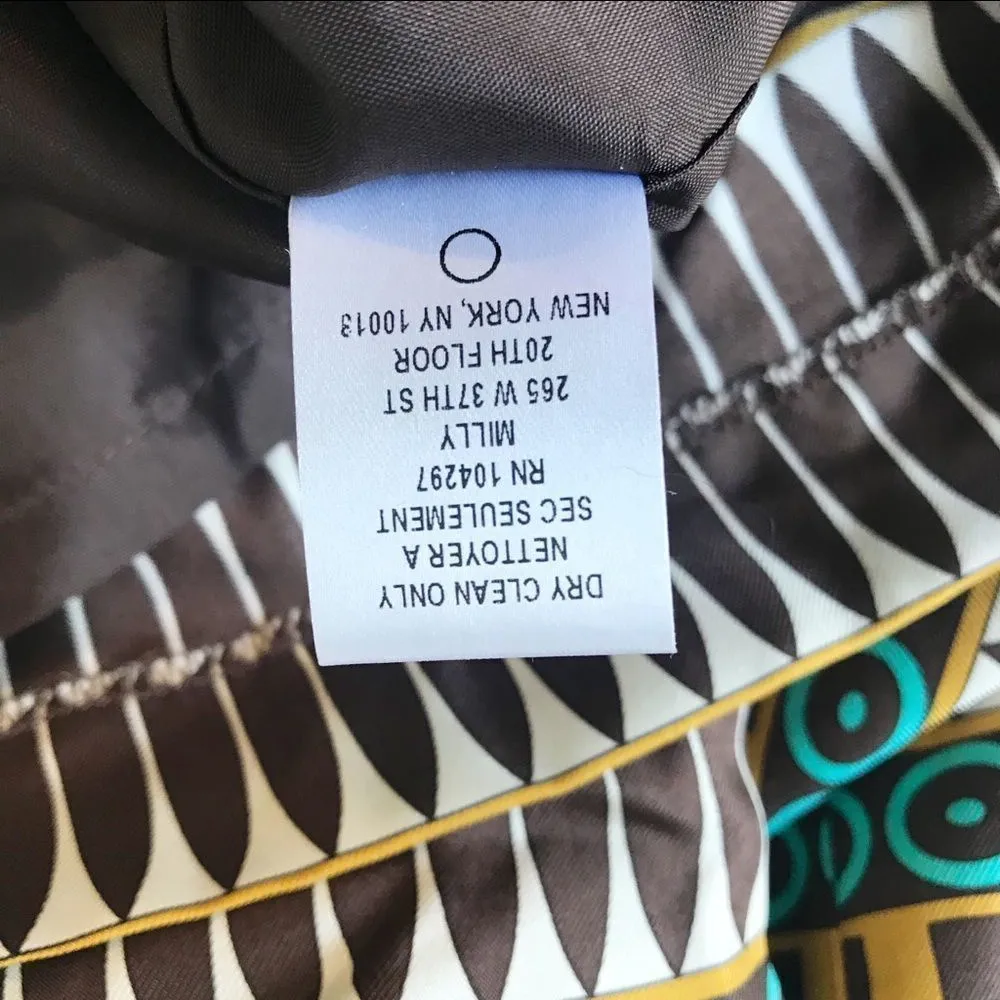 DRY CLEAN ONLY
NETTOYER A
SEC SEULEMENT
RN 104297
MILLY
265 W 37TH ST
20TH FLOOR
NEW YORK, NY 10013